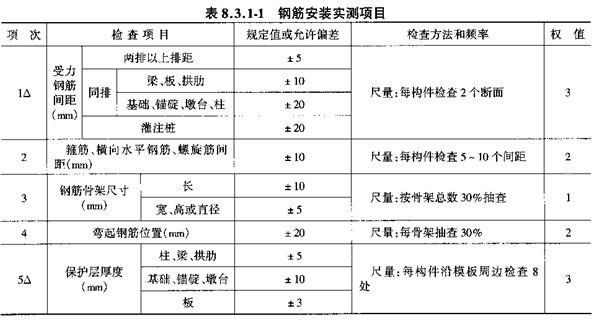 表 8.3.1-1 钢筋安装实测项目
项 次 检查项目 规定值或允许偏差 检查方法和频率 权 值
1Δ 受力钢筋间距(mm) 两排以上排距 ±5 尺量:每构件检查2个断面 3
同排 梁、板、拱肋 ±10
基础、锚碇、墩台、柱 ±20
灌注桩 ±20
2 箍筋、横向水平钢筋、螺旋筋间距(mm) ±10 尺量:每构件检查5~10个间距 2
3 钢筋骨架尺寸(mm) 长 ±10 尺量:按骨架总数30%抽查 1
宽、高或直径 ±5
4 弯起钢筋位置(mm) ±20 尺量:每骨架抽查30% 2
5Δ 保护层厚度(mm) 柱、梁、拱肋 ±5 尺量:每构件沿模板周边检查8处 3
基础、锚碇、墩台 ±10
板 ±3